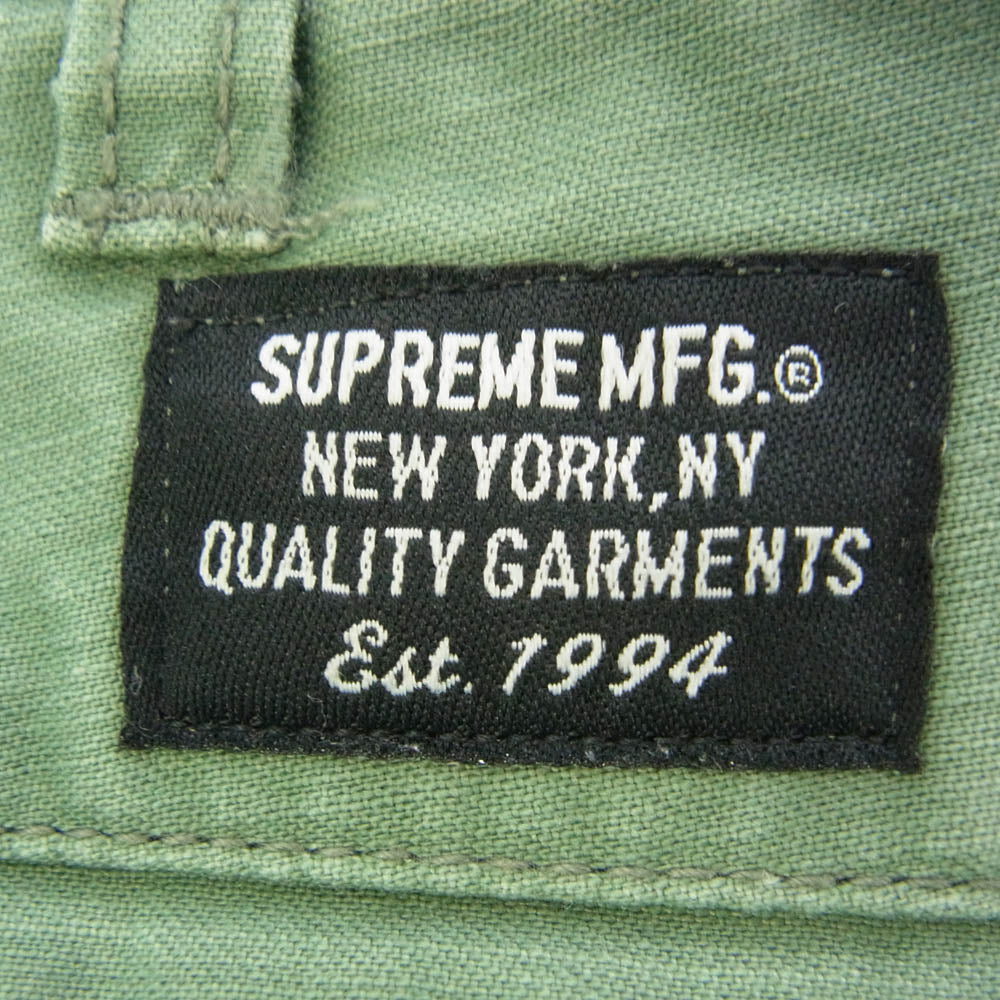 SUPREME MFG.®
NEW YORK, NY
QUALITY GARMENTS
Est. 1994